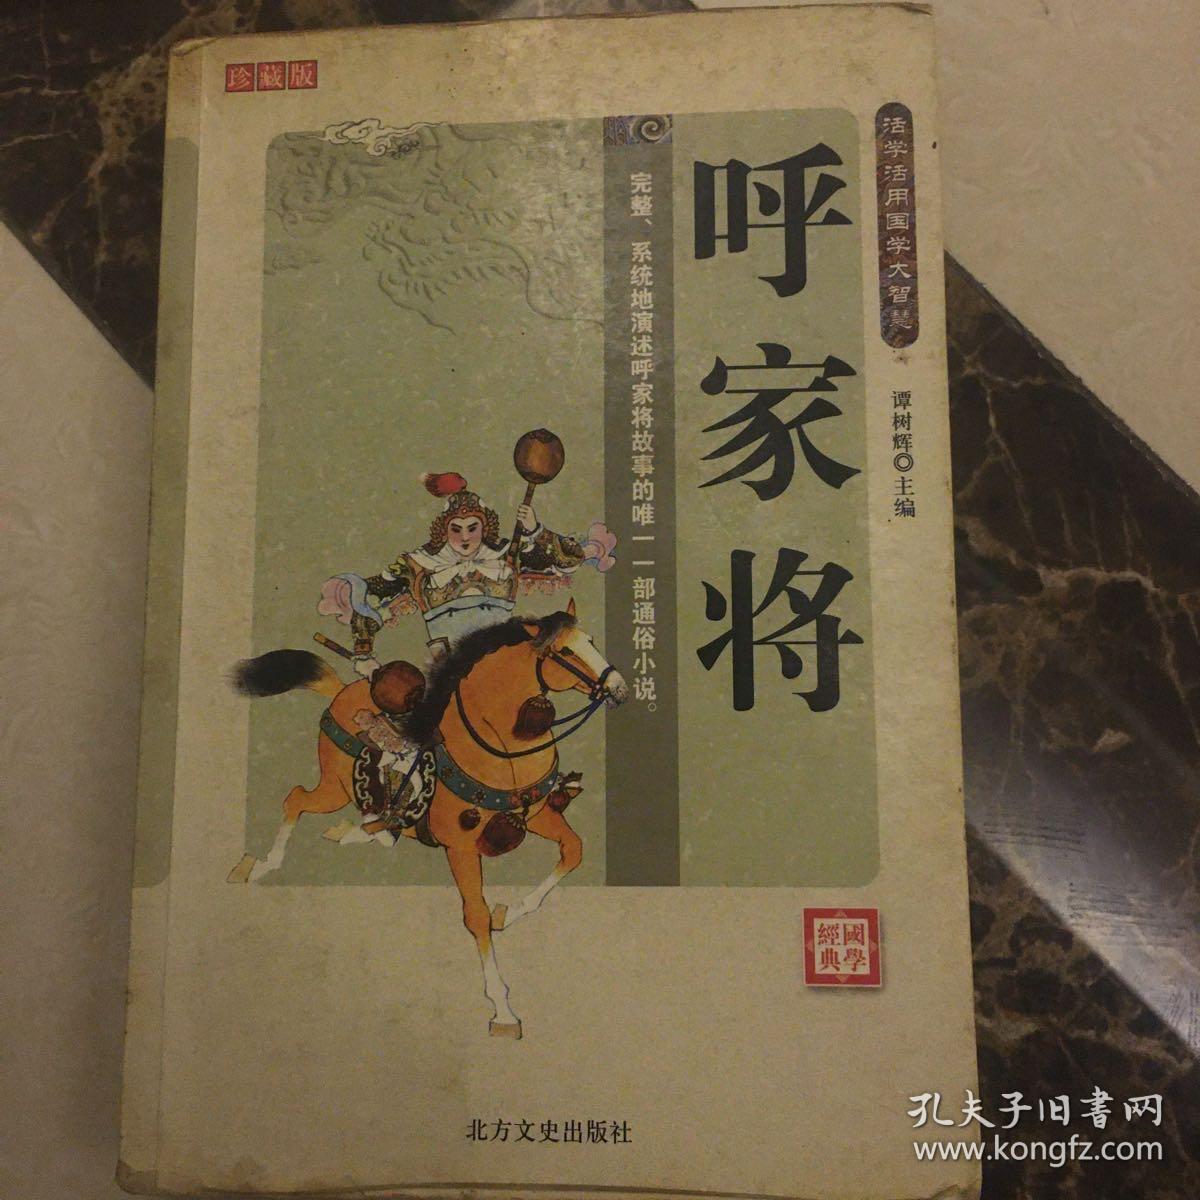 珍藏版
活学活用国学大智慧
呼家将
谭树辉◎主编
完整、系统地演述呼家将故事的唯一一部通俗小说。
國學
經典
北方文史出版社
孔夫子旧书网
www.kongfz.com